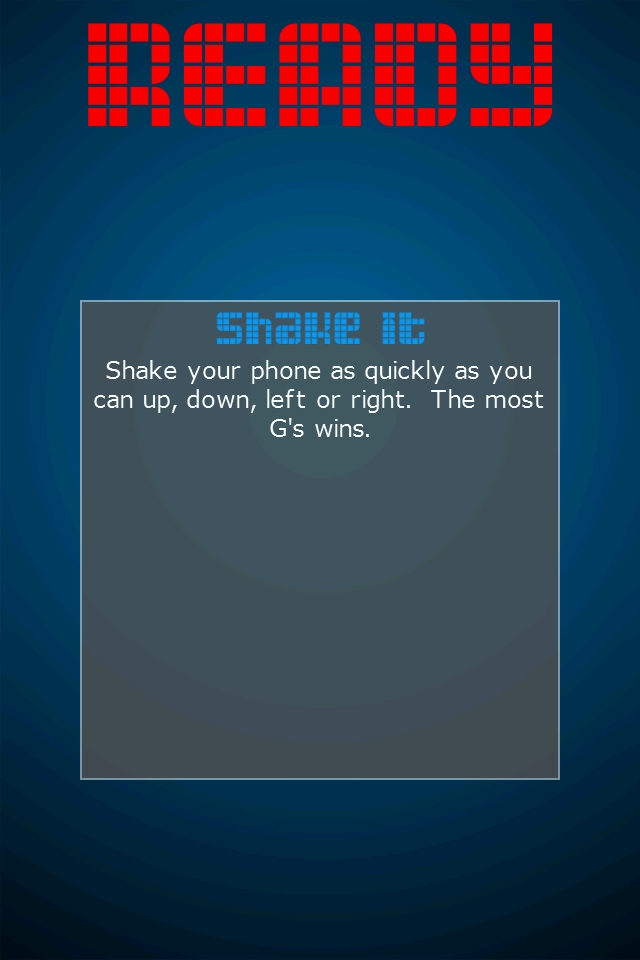 READY
Shake It
Shake your phone as quickly as you
can up, down, left or right.  The most
G's wins.